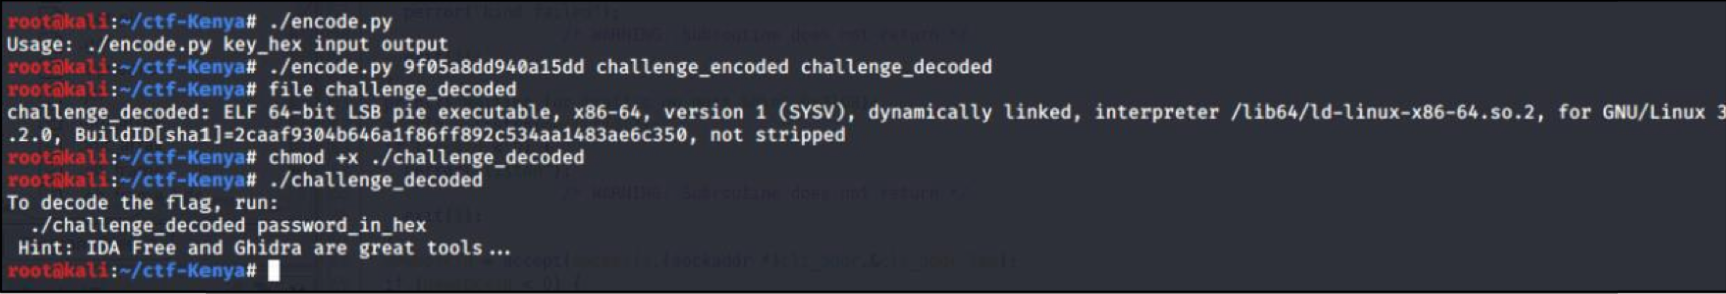 root@kali:~/ctf-Kenya# ./encode.py
Usage: ./encode.py key_hex input output
root@kali:~/ctf-Kenya# ./encode.py 9f05a8dd940a15dd challenge_encoded challenge_decoded
root@kali:~/ctf-Kenya# file challenge_decoded
challenge_decoded: ELF 64-bit LSB pie executable, x86-64, version 1 (SYSV), dynamically linked, interpreter /lib64/ld-linux-x86-64.so.2, for GNU/Linux 3
.2.0, BuildID[sha1]=2caaf9304b646a1f86ff892c534aa1483ae6c350, not stripped
root@kali:~/ctf-Kenya# chmod +x ./challenge_decoded
root@kali:~/ctf-Kenya# ./challenge_decoded
To decode the flag, run:
./challenge_decoded password_in_hex
Hint: IDA Free and Ghidra are great tools...
root@kali:~/ctf-Kenya#